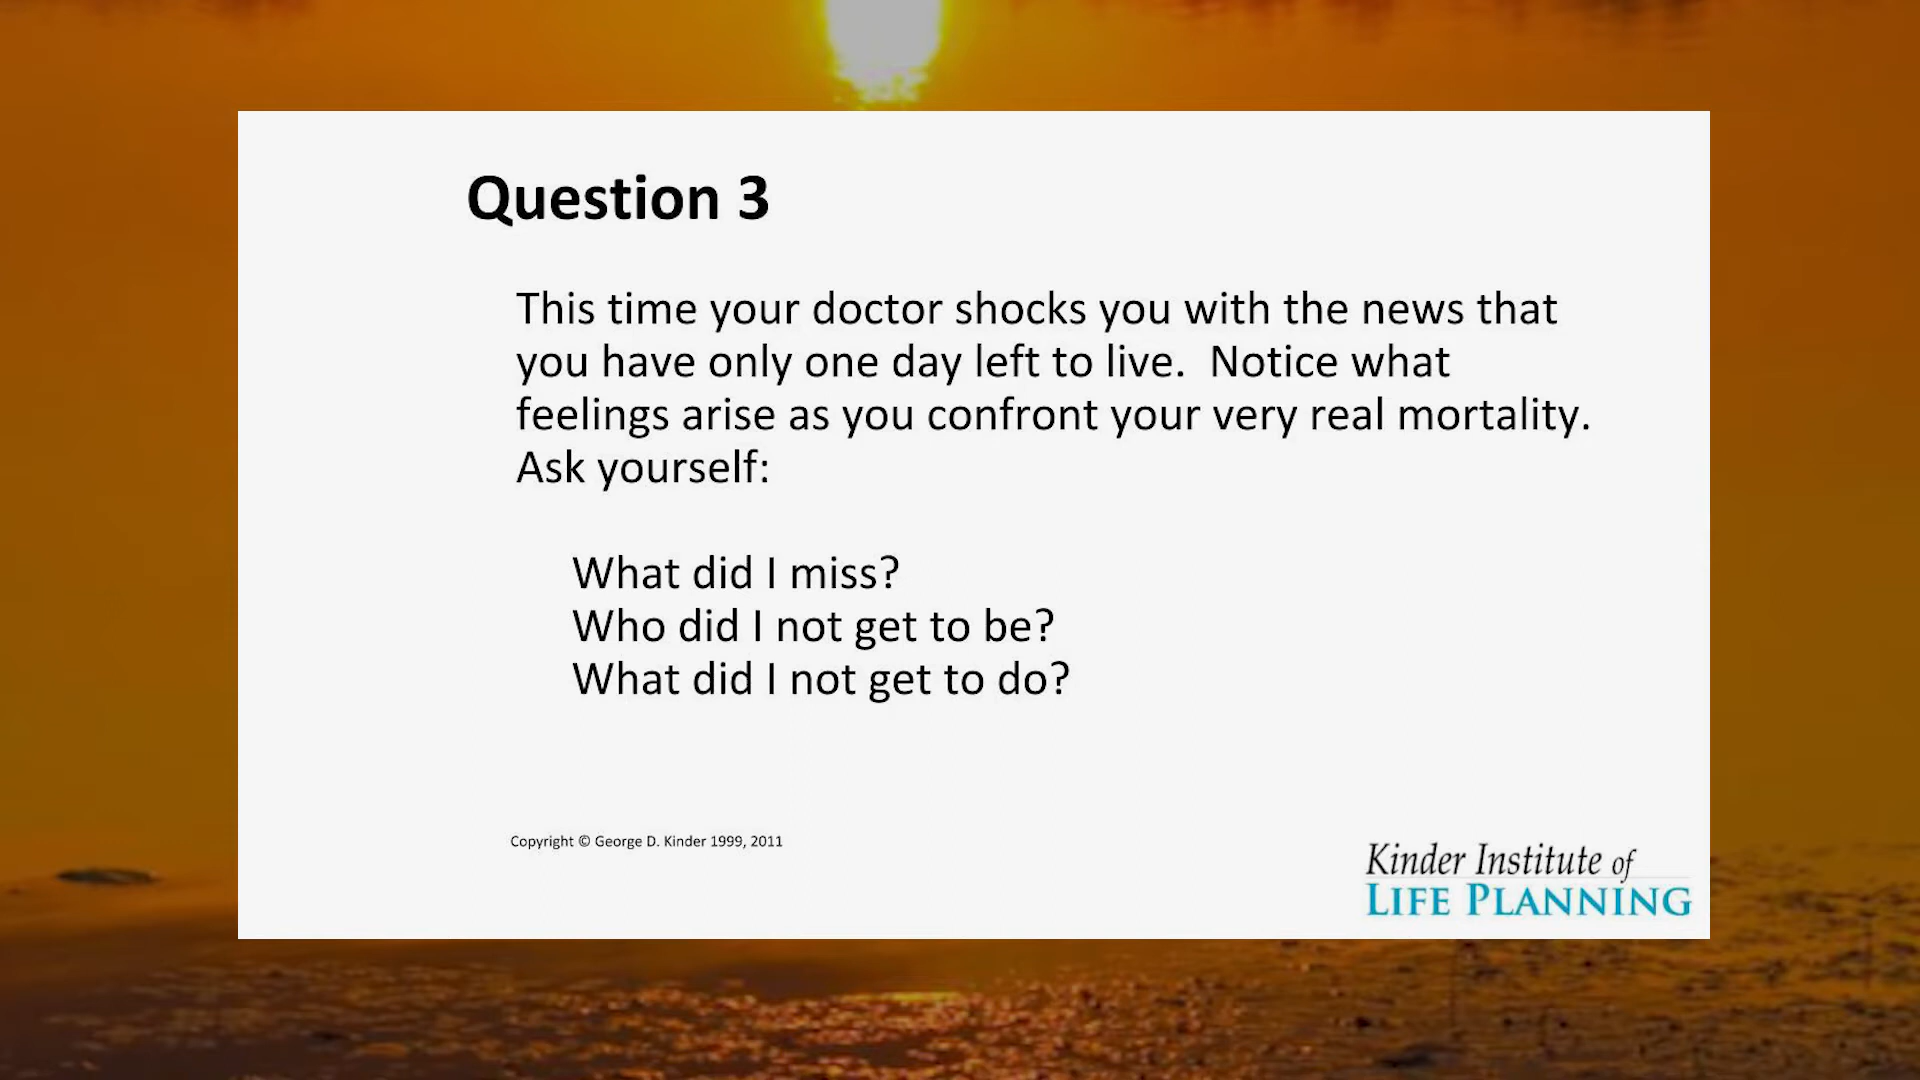 Question 3
This time your doctor shocks you with the news that
you have only one day left to live.  Notice what
feelings arise as you confront your very real mortality.
Ask yourself:
What did I miss?
Who did I not get to be?
What did I not get to do?
Copyright © George D. Kinder 1999, 2011
Kinder Institute of
LIFE PLANNING